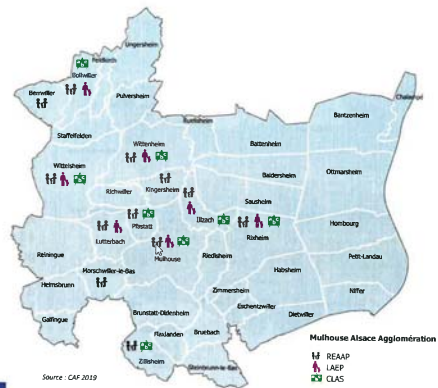 Ungersheim
Feldkirch
Bollwiller
Berrwiller
Pulversheim
Chalampé
Bantzenheim
Ruelisheim
Staffelfelden
Wittenheim
Battenheim
Ottmarsheim
Wittelsheim
Baldersheim
Richwiller
Kingersheim
Sausheim
Illzach
Hombourg
Pfastatt
Rixheim
Lutterbach
Mulhouse
Petit-Landau
Reiningue
Riedisheim
Habsheim
Morschwiller-le-Bas
Niffer
Heimsbrunn
Zimmersheim
Eschentzwiller
Dietwiller
Galfingue
Brunstatt-Didenheim
Flaxlanden
Bruebach
Zillisheim
Steinbrunn-le-Bas
Mulhouse Alsace Agglomération
REAAP
LAEP
CLAS
Source : CAF 2019